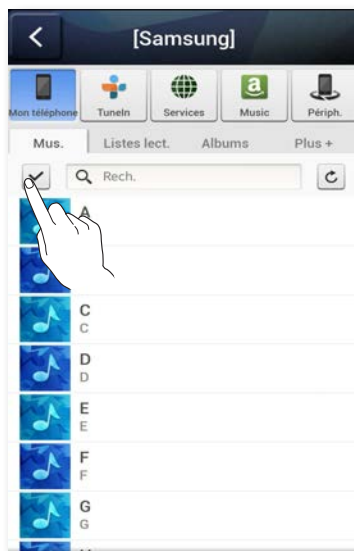 [Samsung]
Mon téléphone TuneIn Services Music Périph.
Mus. Listes lect. Albums Plus +
Rech.
A
C
C
D
D
E
E
F
F
G
G